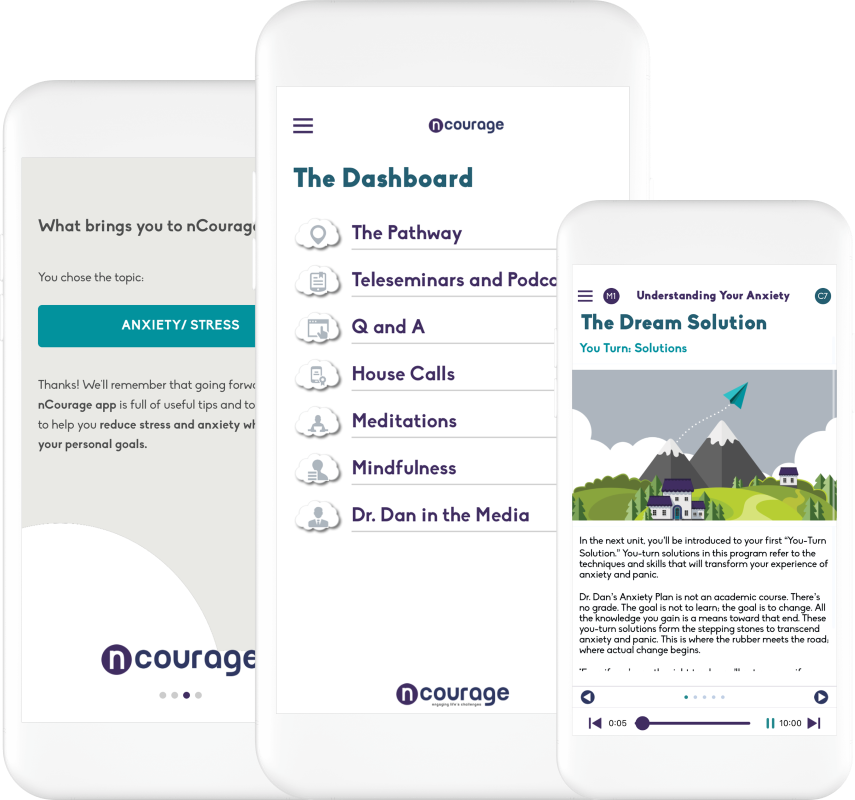 What brings you to nCourage
You chose the topic:
ANXIETY/ STRESS
Thanks! We'll remember that going forwa
nCourage app is full of useful tips and to
to help you reduce stress and anxiety wh
your personal goals.
ncourage
ncourage
The Dashboard
The Pathway
Teleseminars and Podca
Q and A
House Calls
Meditations
Mindfulness
Dr. Dan in the Media
ncourage
engaging life's challenges
M1
Understanding Your Anxiety
C7
The Dream Solution
You Turn: Solutions
In the next unit, you'll be introduced to your first "You-Turn
Solution." You-turn solutions in this program refer to the
techniques and skills that will transform your experience of
anxiety and panic.
Dr. Dan's Anxiety Plan is not an academic course. There's
no grade. The goal is not to learn; the goal is to change. All
the knowledge you gain is a means toward that end. These
you-turn solutions form the stepping stones to transcend
anxiety and panic. This is where the rubber meets the road;
where actual change begins.
0:05
10:00